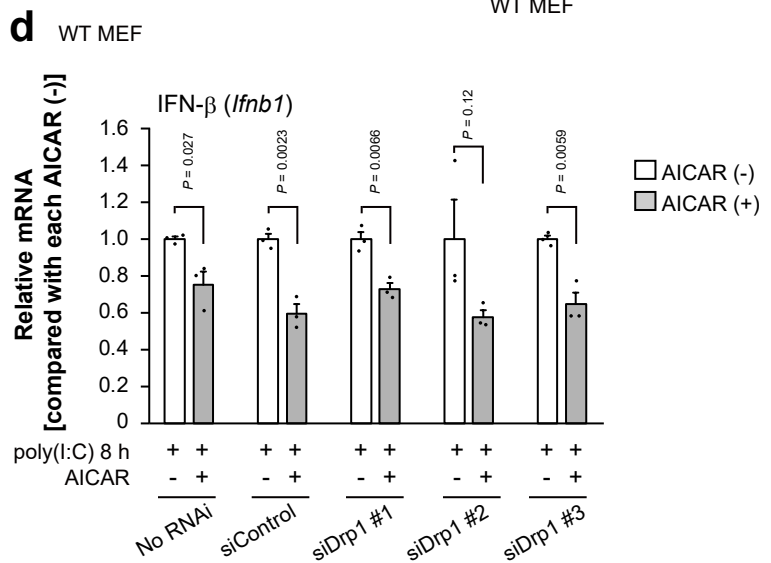 WT MEF
d WT MEF
IFN-β (Ifnb1)
Relative mRNA
[compared with each AICAR (-)]
1.6
1.4
1.2
1.0
0.8
0.6
0.4
0.2
0
P = 0.027
P = 0.0023
P = 0.0066
P = 0.12
P = 0.0059
AICAR (-)
AICAR (+)
poly(I:C) 8 h + + + + + + + + + +
AICAR - + - + - + - + - +
No RNAi
siControl
siDrp1 #1
siDrp1 #2
siDrp1 #3